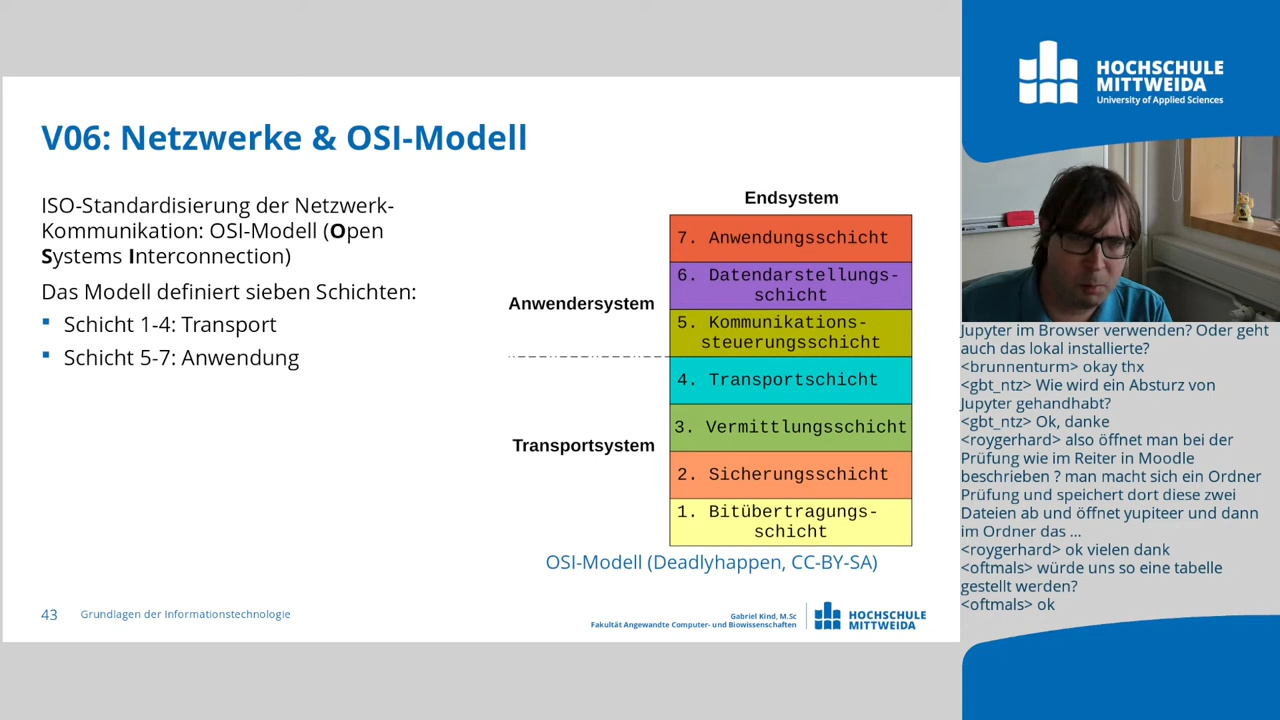 V06: Netzwerke & OSI-Modell
ISO-Standardisierung der Netzwerk-
Kommunikation: OSI-Modell (Open
Systems Interconnection)
Das Modell definiert sieben Schichten:
Schicht 1-4: Transport
Schicht 5-7: Anwendung
Endsystem
Anwendersystem
Transportsystem
7. Anwendungsschicht
6. Datendarstellungs-
schicht
5. Kommunikations-
steuerungsschicht
4. Transportschicht
3. Vermittlungsschicht
2. Sicherungsschicht
1. Bitübertragungs-
schicht
OSI-Modell (Deadlyhappen, CC-BY-SA)
43 Grundlagen der Informationstechnologie
Gabriel Kind, M.Sc
Fakultät Angewandte Computer- und Biowissenschaften
HOCHSCHULE
MITTWEIDA
HOCHSCHULE
MITTWEIDA
University of Applied Sciences
Jupyter im Browser verwenden? Oder geht
auch das lokal installierte?
<brunnenturm> okay thx
<gbt_ntz> Wie wird ein Absturz von
Jupyter gehandhabt?
<gbt_ntz> Ok, danke
<roygerhard> also öffnet man bei der
Prüfung wie im Reiter in Moodle
beschrieben ? man macht sich ein Ordner
Prüfung und speichert dort diese zwei
Dateien ab und öffnet yupiteer und dann
im Ordner das ...
<roygerhard> ok vielen dank
<oftmals> würde uns so eine tabelle
gestellt werden?
<oftmals> ok